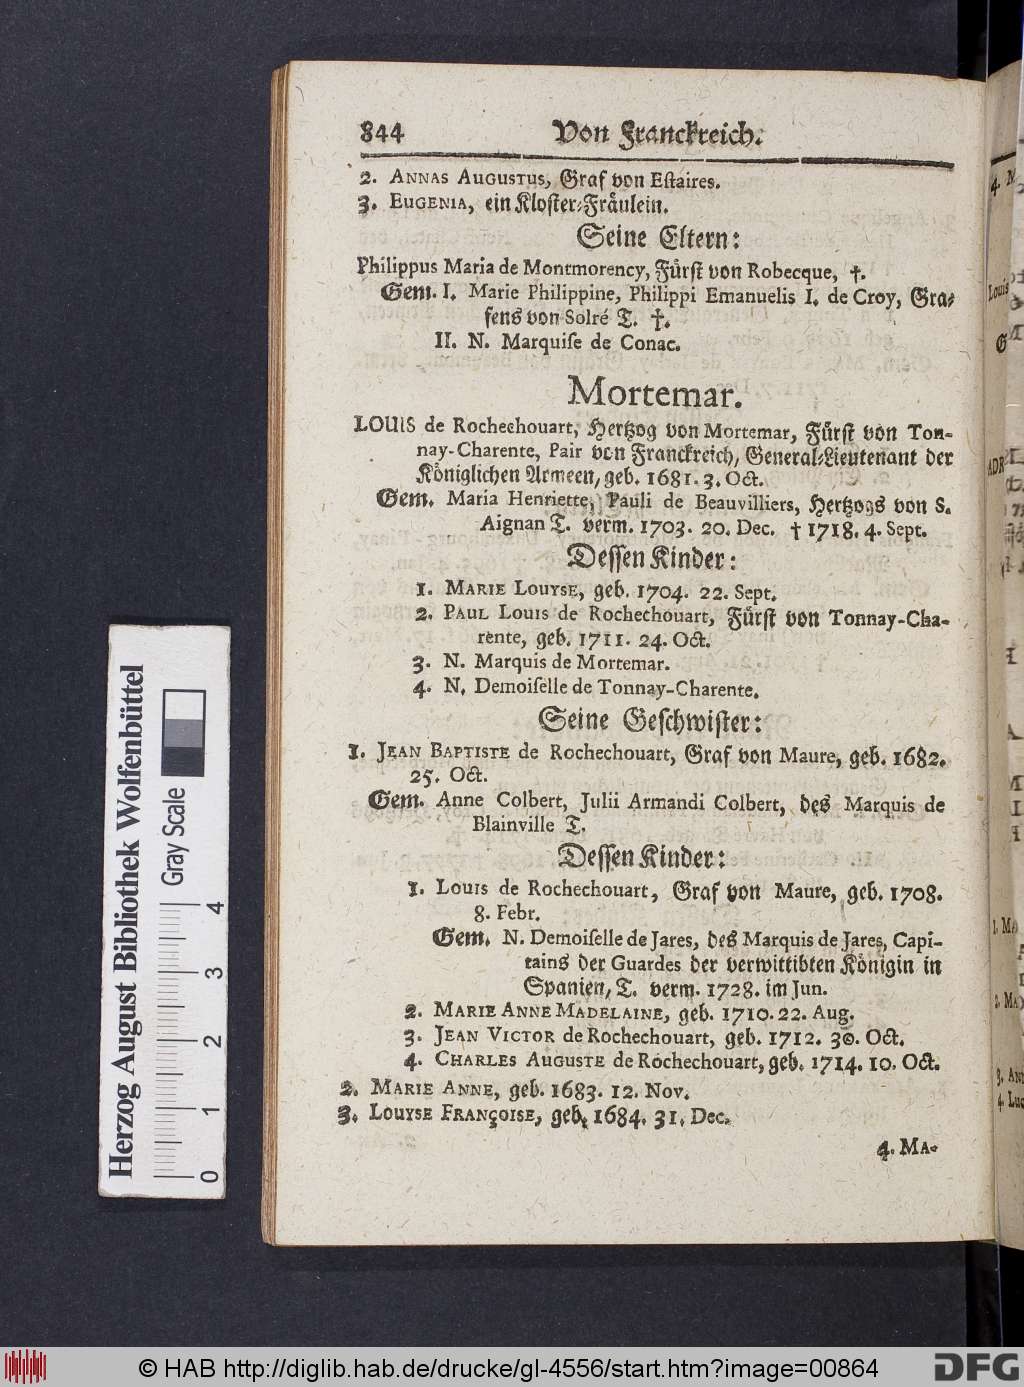 844 Von Franckreich.
2. ANNAS AUGUSTUS, Graf von Eſtaires.
3. EUGENIA, ein Kloſter-Fräulein.
Seine Eltern:
Philippus Maria de Montmorency, Fürſt von Robecque, †.
Gem. I. Marie Philippine, Philippi Emanuelis I. de Croy, Gra-
fens von Solré T. †.
II. N. Marquiſe de Conac.
Mortemar.
LOUIS de Rochechouart, Hertzog von Mortemar, Fürſt von Ton-
nay-Charente, Pair von Franckreich, General-Lieutenant der
Königlichen Armeen, geb. 1681. 3. Oct.
Gem. Maria Henriette, Pauli de Beauvilliers, Hertzogs von S.
Aignan T. verm. 1703. 20. Dec. † 1718. 4. Sept.
Deſſen Kinder:
1. MARIE LOUYSE, geb. 1704. 22. Sept.
2. PAUL LOUIS de Rochechouart, Fürſt von Tonnay-Cha-
rente, geb. 1711. 24. Oct.
3. N. Marquis de Mortemar.
4. N. Demoiſelle de Tonnay-Charente.
Seine Geſchwiſter:
1. JEAN BAPTISTE de Rochechouart, Graf von Maure, geb. 1682.
25. Oct.
Gem. Anne Colbert, Julii Armandi Colbert, des Marquis de
Blainville T.
Deſſen Kinder:
1. LOUIS de Rochechouart, Graf von Maure, geb. 1708.
8. Febr.
Gem. N. Demoiſelle de Jares, des Marquis de Jares, Capi-
tains der Guardes der verwittibten Königin in
Spanien, T. verm. 1728. im Jun.
2. MARIE ANNE MADELAINE, geb. 1710. 22. Aug.
3. JEAN VICTOR de Rochechouart, geb. 1712. 30. Oct.
4. CHARLES AUGUSTE de Rochechouart, geb. 1714. 10. Oct.
2. MARIE ANNE, geb. 1683. 12. Nov.
3. LOUYSE FRANÇOISE, geb. 1684. 31. Dec.
4. MA-
Herzog August Bibliothek Wolfenbüttel
Gray Scale
0 1 2 3 4
© HAB http://diglib.hab.de/drucke/gl-4556/start.htm?image=00864
DFG